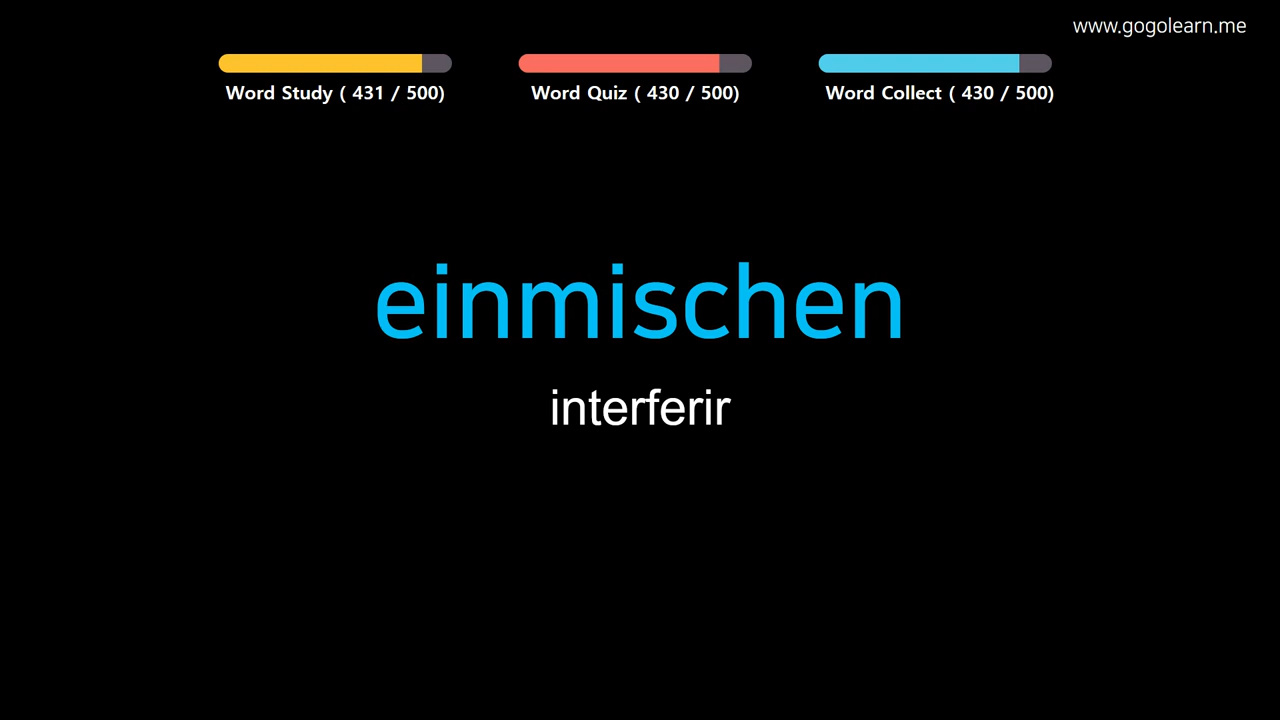 www.gogolearn.me
Word Study ( 431 / 500)
Word Quiz ( 430 / 500)
Word Collect ( 430 / 500)
einmischen
interferir